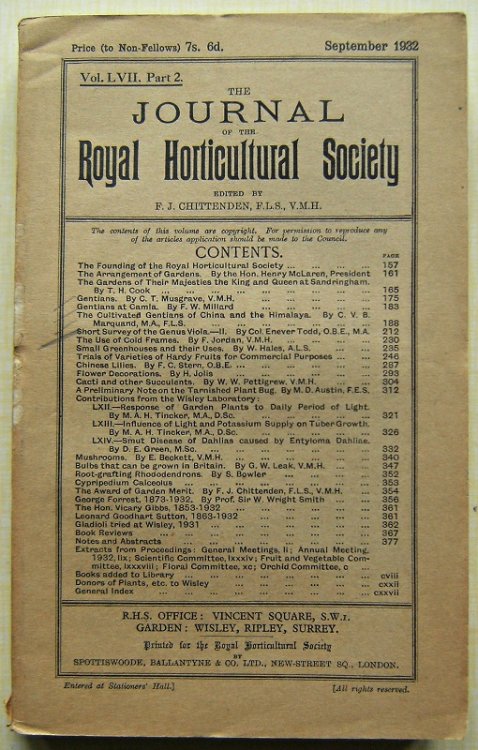 Price (to Non-Fellows) 7s. 6d. September 1932
Vol. LVII. Part 2.
THE
JOURNAL
OF THE
Royal Horticultural Society
EDITED BY
F. J. CHITTENDEN, F.L.S., V.M.H.
The contents of this volume are copyright. For permission to reproduce any
of the articles application should be made to the Council.
CONTENTS.
PAGE
The Founding of the Royal Horticultural Society ... ... ... ... 157
The Arrangement of Gardens. By the Hon. Henry McLaren, President 161
The Gardens of Their Majesties the King and Queen at Sandringham.
By T. H. Cook ... ... ... ... ... ... ... ... ... 165
Gentians. By C. T. Musgrave, V.M.H. ... ... ... ... ... 175
Gentians at Camla. By F. W. Millard ... ... ... ... ... 183
The Cultivated Gentians of China and the Himalaya. By C. V. B.
Marquand, M.A., F.L.S. ... ... ... ... ... ... ... 188
Short Survey of the Genus Viola.—II. By Col. Enever Todd, O.B.E., M.A. 212
The Use of Cold Frames. By F. Jordan, V.M.H. ... ... ... ... 230
Small Greenhouses and their Uses. By W. Hales, A.L.S. ... ... 235
Trials of Varieties of Hardy Fruits for Commercial Purposes ... ... 246
Chinese Lilies. By F. C. Stern, O.B.E. ... ... ... ... ... 287
Flower Decorations. By H. Jolis ... ... ... ... ... ... 293
Cacti and other Succulents. By W. W. Pettigrew, V.M.H. ... ... 304
A Preliminary Note on the Tarnished Plant Bug. By M. D. Austin, F.E.S. 312
Contributions from the Wisley Laboratory:
LXII.—Response of Garden Plants to Daily Period of Light.
By M. A. H. Tincker, M.A., D.Sc. ... ... ... ... 321
LXIII.—Influence of Light and Potassium Supply on Tuber Growth.
By M. A. H. Tincker, M.A., D.Sc. ... ... ... ... 326
LXIV.—Smut Disease of Dahlias caused by Entyloma Dahliae.
By D. E. Green, M.Sc. ... ... ... ... ... ... 332
Mushrooms. By E. Beckett, V.M.H. ... ... ... ... ... 340
Bulbs that can be grown in Britain. By G. W. Leak, V.M.H. ... ... 347
Root-grafting Rhododendrons. By S. Bowler ... ... ... ... 352
Cypripedium Calceolus ... ... ... ... ... ... ... ... 353
The Award of Garden Merit. By F. J. Chittenden, F.L.S., V.M.H. ... 354
George Forrest, 1873-1932. By Prof. Sir W. Wright Smith ... ... 356
The Hon. Vicary Gibbs, 1853-1932 ... ... ... ... ... ... 361
Leonard Goodhart Sutton, 1863-1932 ... ... ... ... ... ... 361
Gladioli tried at Wisley, 1931 ... ... ... ... ... ... ... 362
Book Reviews ... ... ... ... ... ... ... ... ... 367
Notes and Abstracts ... ... ... ... ... ... ... ... 377
Extracts from Proceedings: General Meetings, li; Annual Meeting,
1932, lix; Scientific Committee, lxxxiv; Fruit and Vegetable Com-
mittee, lxxxviii; Floral Committee, xc; Orchid Committee, c ...
Books added to Library ... ... ... ... ... ... ... ... cviii
Donors of Plants, etc. to Wisley ... ... ... ... ... ... cxxii
General Index ... ... ... ... ... ... ... ... ... cxxvii
R.H.S. OFFICE: VINCENT SQUARE, S.W.1.
GARDEN: WISLEY, RIPLEY, SURREY.
Printed for the Royal Horticultural Society
BY
SPOTTISWOODE, BALLANTYNE & CO. LTD., NEW-STREET SQ., LONDON.
Entered at Stationers' Hall.] [All rights reserved.